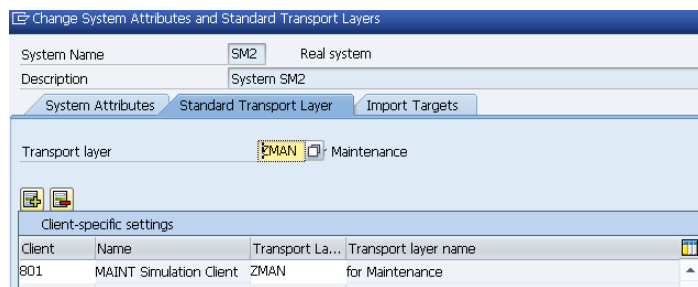 Change System Attributes and Standard Transport Layers
System Name SM2 Real system
Description System SM2
System Attributes Standard Transport Layer Import Targets
Transport layer ZMAN Maintenance
Client-specific settings
Client Name Transport La... Transport layer name
801 MAINT Simulation Client ZMAN for Maintenance